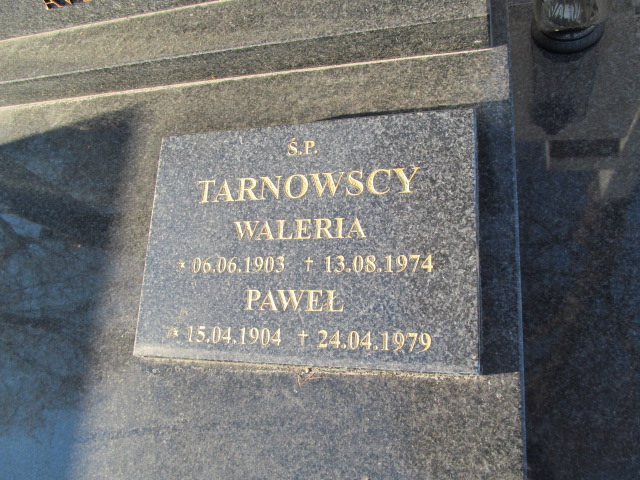 Ś.P.
TARNOWSCY
WALERIA
* 06.06.1903 † 13.08.1974
PAWEŁ
* 15.04.1904 † 24.04.1979